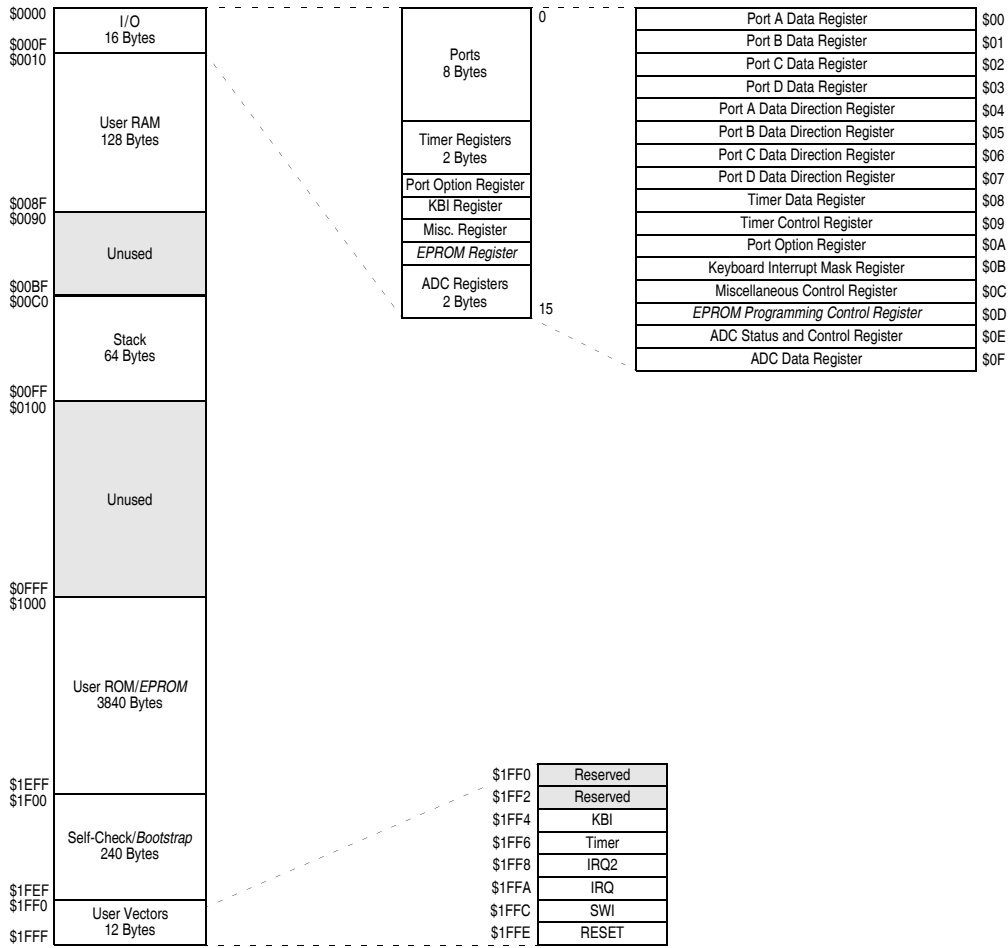 $0000
I/O
16 Bytes
$000F
$0010
User RAM
128 Bytes
$008F
$0090
Unused
$00BF
$00C0
Stack
64 Bytes
$00FF
$0100
Unused
$0FFF
$1000
User ROM/EPROM
3840 Bytes
$1EFF
$1F00
Self-Check/Bootstrap
240 Bytes
$1FEF
$1FF0
User Vectors
12 Bytes
$1FFF
0
Ports
8 Bytes
Timer Registers
2 Bytes
Port Option Register
KBI Register
Misc. Register
EPROM Register
ADC Registers
2 Bytes
15
Port A Data Register $00
Port B Data Register $01
Port C Data Register $02
Port D Data Register $03
Port A Data Direction Register $04
Port B Data Direction Register $05
Port C Data Direction Register $06
Port D Data Direction Register $07
Timer Data Register $08
Timer Control Register $09
Port Option Register $0A
Keyboard Interrupt Mask Register $0B
Miscellaneous Control Register $0C
EPROM Programming Control Register $0D
ADC Status and Control Register $0E
ADC Data Register $0F
$1FF0 Reserved
$1FF2 Reserved
$1FF4 KBI
$1FF6 Timer
$1FF8 IRQ2
$1FFA IRQ
$1FFC SWI
$1FFE RESET